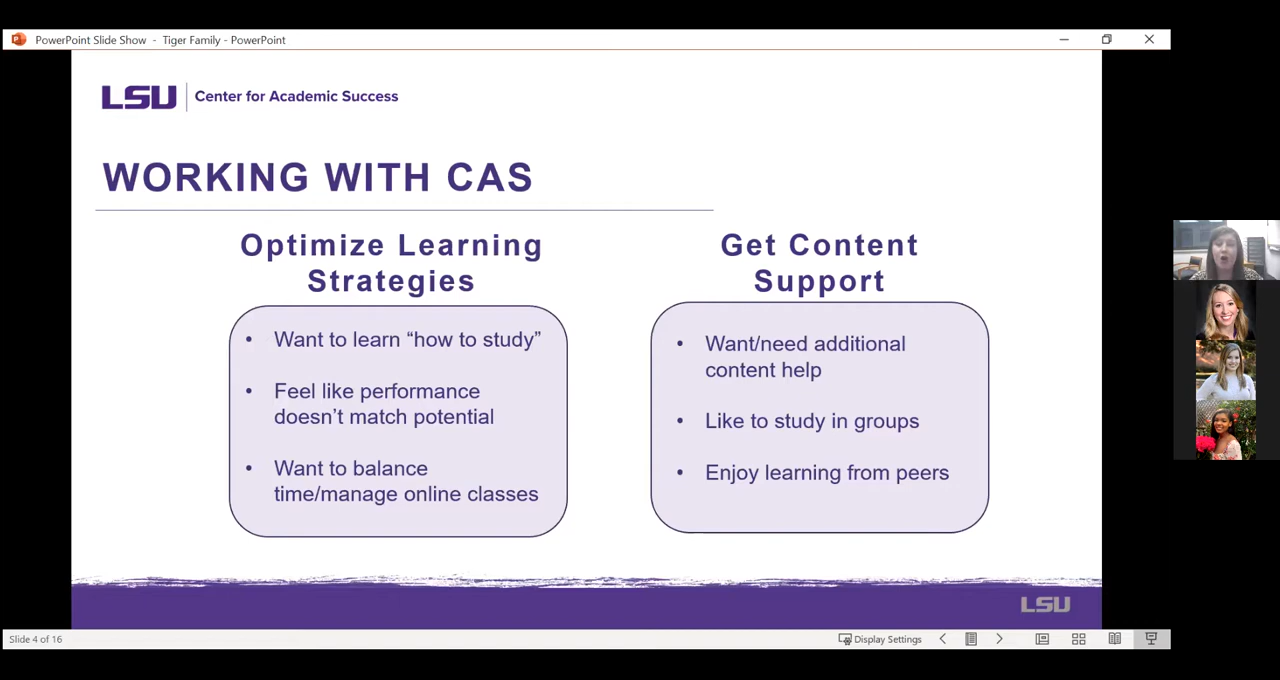 PowerPoint Slide Show - Tiger Family - PowerPoint
LSU Center for Academic Success
WORKING WITH CAS
Optimize Learning
Strategies
• Want to learn “how to study”
• Feel like performance
doesn’t match potential
• Want to balance
time/manage online classes
Get Content
Support
• Want/need additional
content help
• Like to study in groups
• Enjoy learning from peers
LSU
Slide 4 of 16
Display Settings